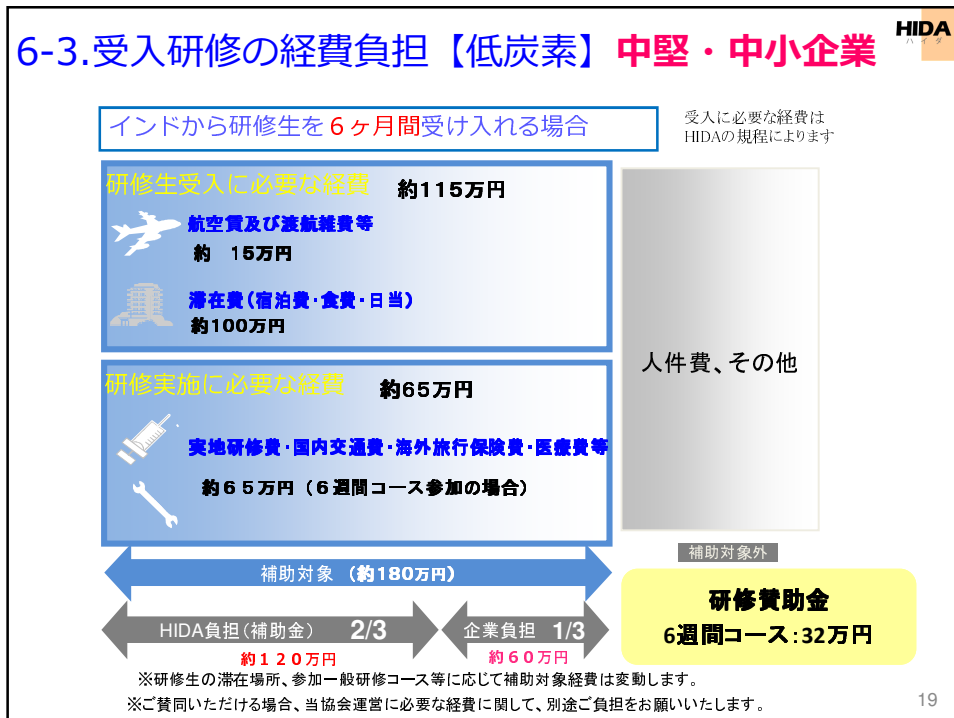 6-3.受入研修の経費負担【低炭素】中堅・中小企業
HIDA
ハイダ
インドから研修生を６ヶ月間受け入れる場合
受入に必要な経費は
HIDAの規程によります
研修生受入に必要な経費 約115万円
航空賃及び渡航雑費等
約　15万円
滞在費（宿泊費・食費・日当）
約100万円
人件費、その他
研修実施に必要な経費 約65万円
実地研修費・国内交通費・海外旅行保険費・医療費等
約６５万円（６週間コース参加の場合）
補助対象外
補助対象 （約180万円）
研修賛助金
6週間コース：32万円
HIDA負担（補助金） 2/3 企業負担 1/3
約１２０万円 約６０万円
※研修生の滞在場所、参加一般研修コース等に応じて補助対象経費は変動します。
※ご賛同いただける場合、当協会運営に必要な経費に関して、別途ご負担をお願いいたします。
19